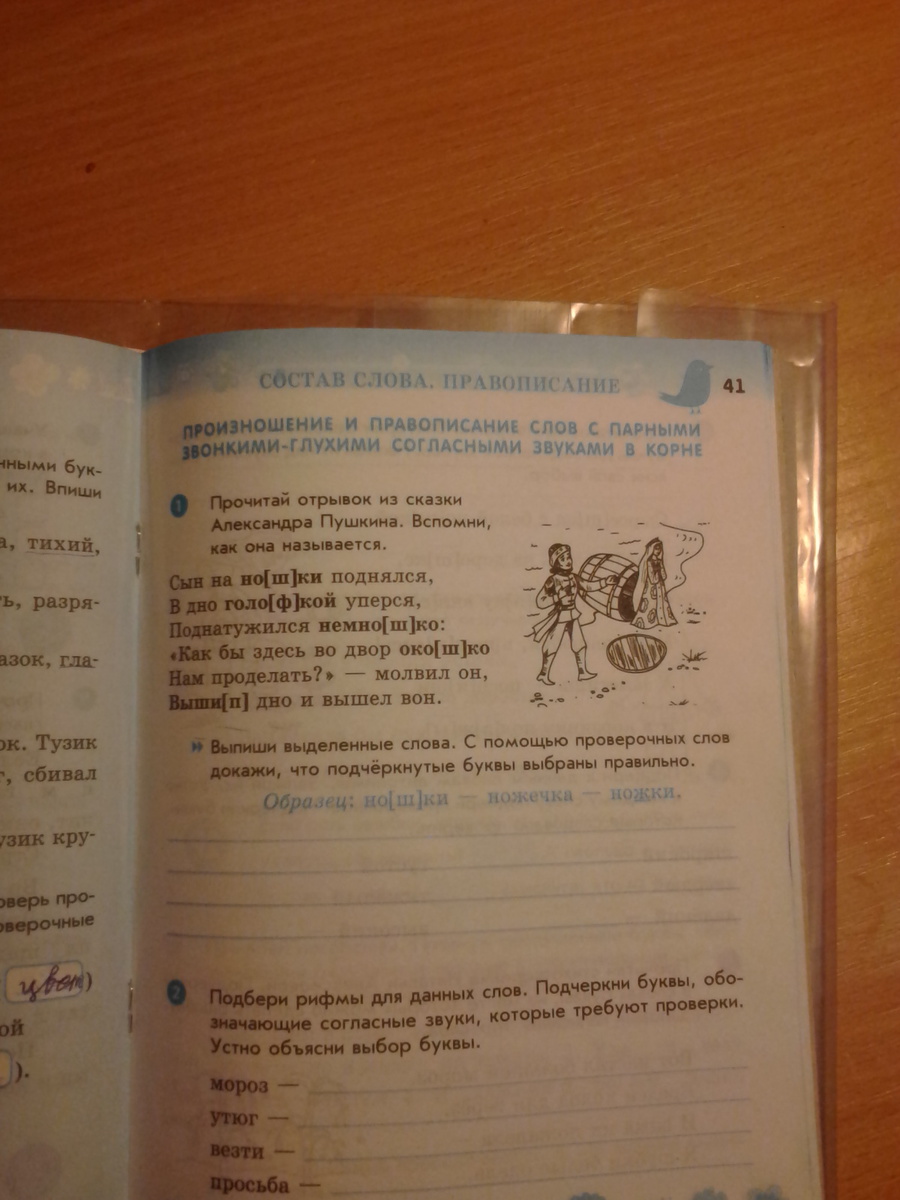 нными бук-
их. Впиши
а, тихий,
ть, разря-
азок, гла-
ок. Тузик
т, сбивал
узик кру-
оверь про-
оверочные
цвет)
ой
).
СОСТАВ СЛОВА. ПРАВОПИСАНИЕ 41
ПРОИЗНОШЕНИЕ И ПРАВОПИСАНИЕ СЛОВ С ПАРНЫМИ
ЗВОНКИМИ-ГЛУХИМИ СОГЛАСНЫМИ ЗВУКАМИ В КОРНЕ
1 Прочитай отрывок из сказки
Александра Пушкина. Вспомни,
как она называется.
Сын на но[ш]ки поднялся,
В дно голо[ф]кой уперся,
Поднатужился немно[ш]ко:
«Как бы здесь во двор око[ш]ко
Нам проделать?» — молвил он,
Выши[п] дно и вышел вон.
Выпиши выделенные слова. С помощью проверочных слов
докажи, что подчёркнутые буквы выбраны правильно.
Образец: но[ш]ки — ножечка — ножки.
2 Подбери рифмы для данных слов. Подчеркни буквы, обо-
значающие согласные звуки, которые требуют проверки.
Устно объясни выбор буквы.
мороз —
утюг —
везти —
просьба —